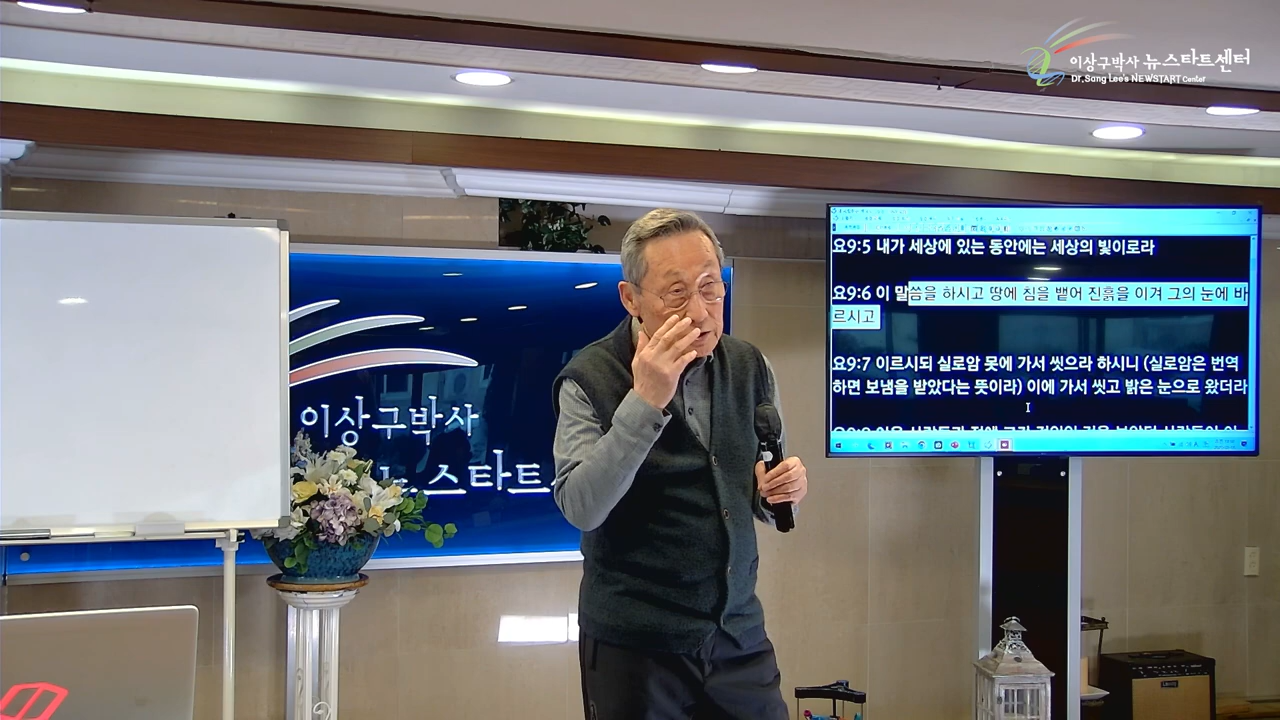 이상구박사 뉴스타트센터
Dr.Sang Lee's NEWSTART Center
요9:5 내가 세상에 있는 동안에는 세상의 빛이로라
요9:6 이 말씀을 하시고 땅에 침을 뱉어 진흙을 이겨 그의 눈에 바
르시고
요9:7 이르시되 실로암 못에 가서 씻으라 하시니 (실로암은 번역
하면 보냄을 받았다는 뜻이라) 이에 가서 씻고 밝은 눈으로 왔더라
이상구박사
뉴스타트